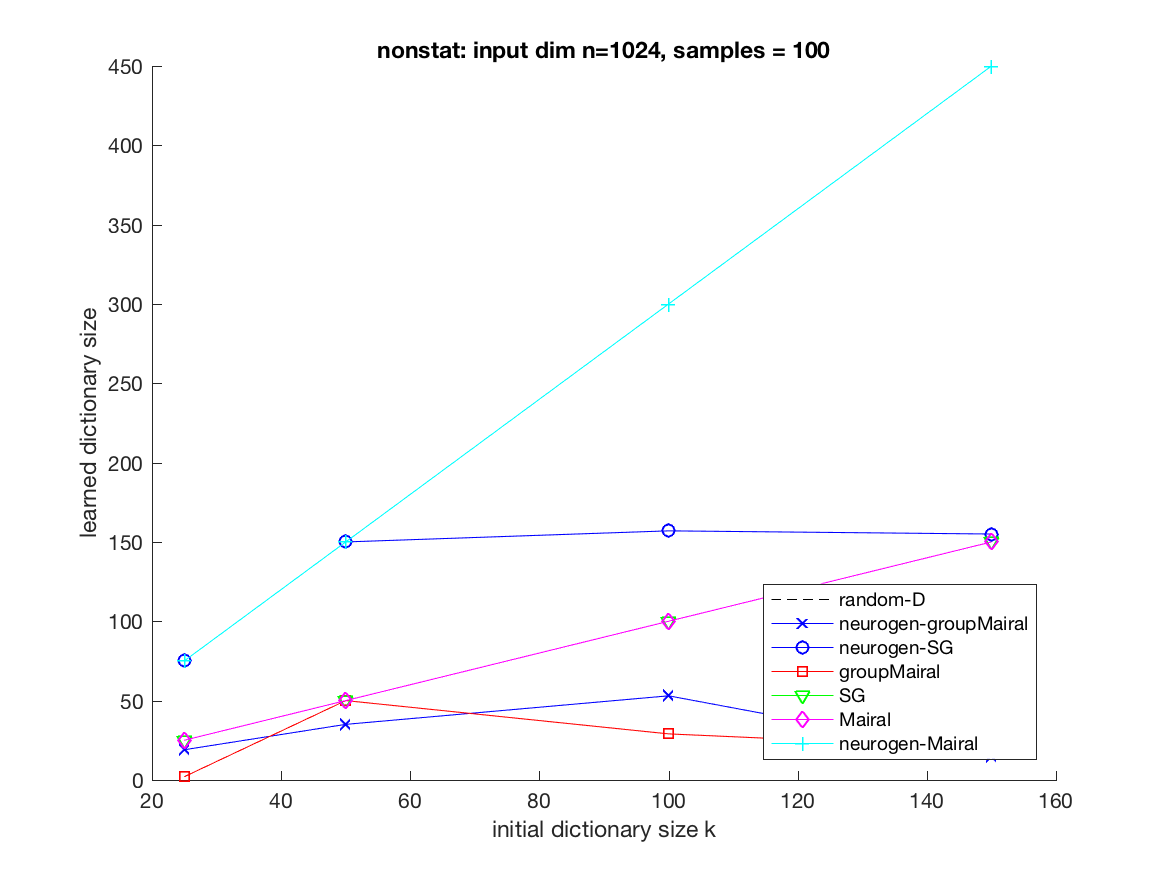 nonstat: input dim n=1024, samples = 100
450
400
350
300
250
200
150
100
50
0
learned dictionary size
random-D
neurogen-groupMairal
neurogen-SG
groupMairal
SG
Mairal
neurogen-Mairal
20 40 60 80 100 120 140 160
initial dictionary size k